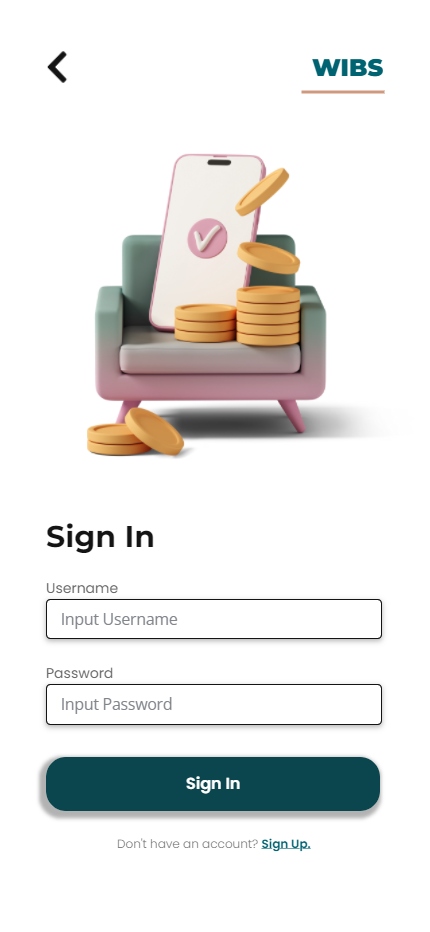 WIBS
Sign In
Username
Input Username
Password
Input Password
Sign In
Don't have an account? Sign Up.